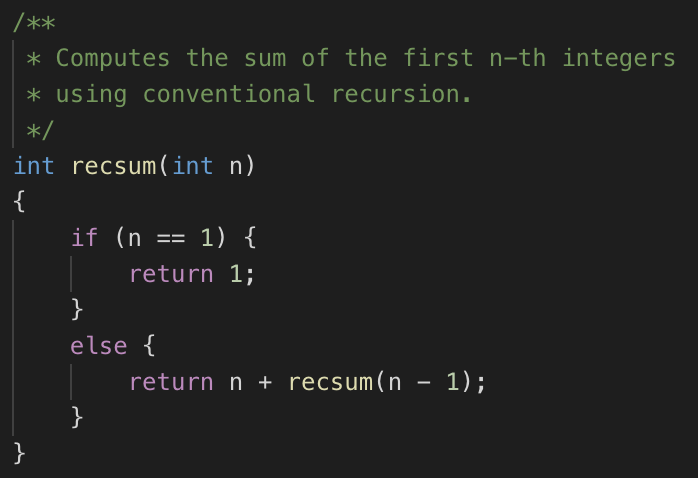 /**
 * Computes the sum of the first n-th integers
 * using conventional recursion.
 */
int recsum(int n)
{
    if (n == 1) {
        return 1;
    }
    else {
        return n + recsum(n - 1);
    }
}